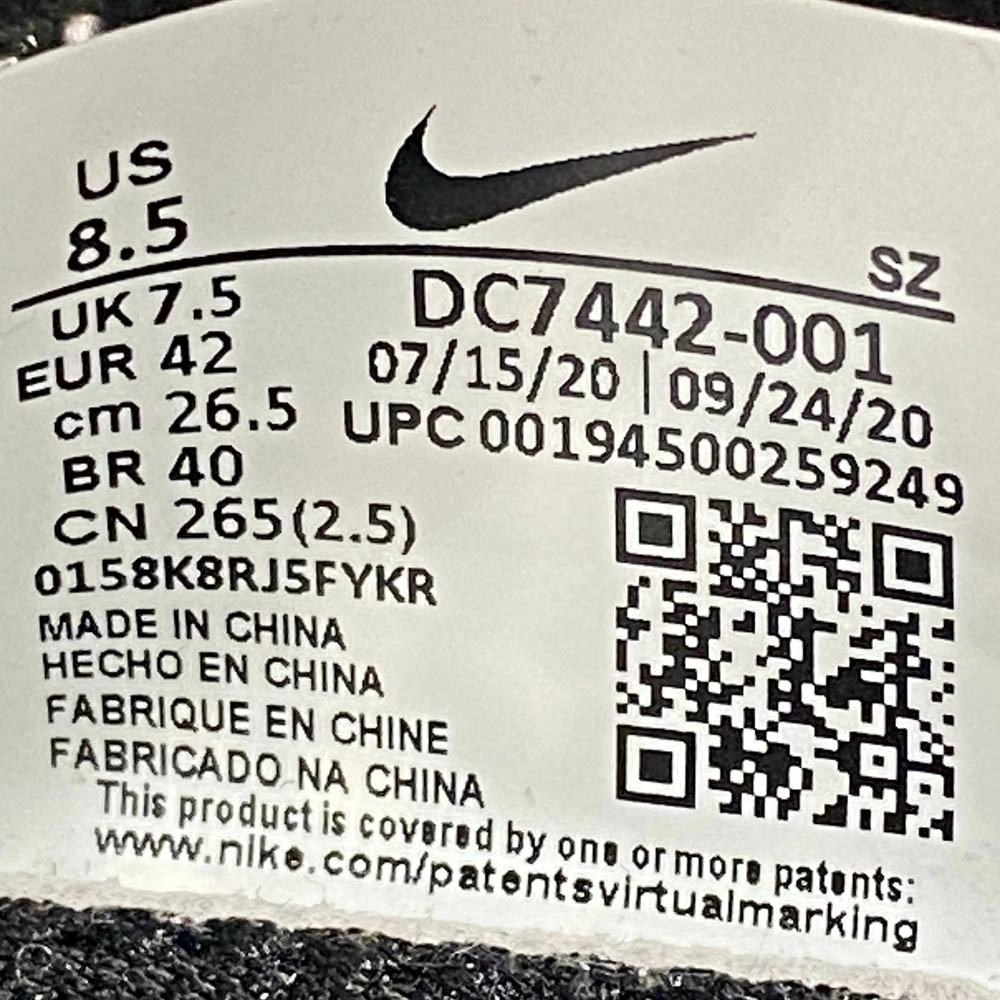 US
8.5
SZ
UK 7.5
EUR 42
cm 26.5
BR 40
CN 265(2.5)
DC7442-001
07/15/20 | 09/24/20
UPC 00194500259249
0158K8RJ5FYKR
MADE IN CHINA
HECHO EN CHINA
FABRIQUE EN CHINE
FABRICADO NA CHINA
This product is covered by one or more patents:
www.nike.com/patentsvirtualmarking